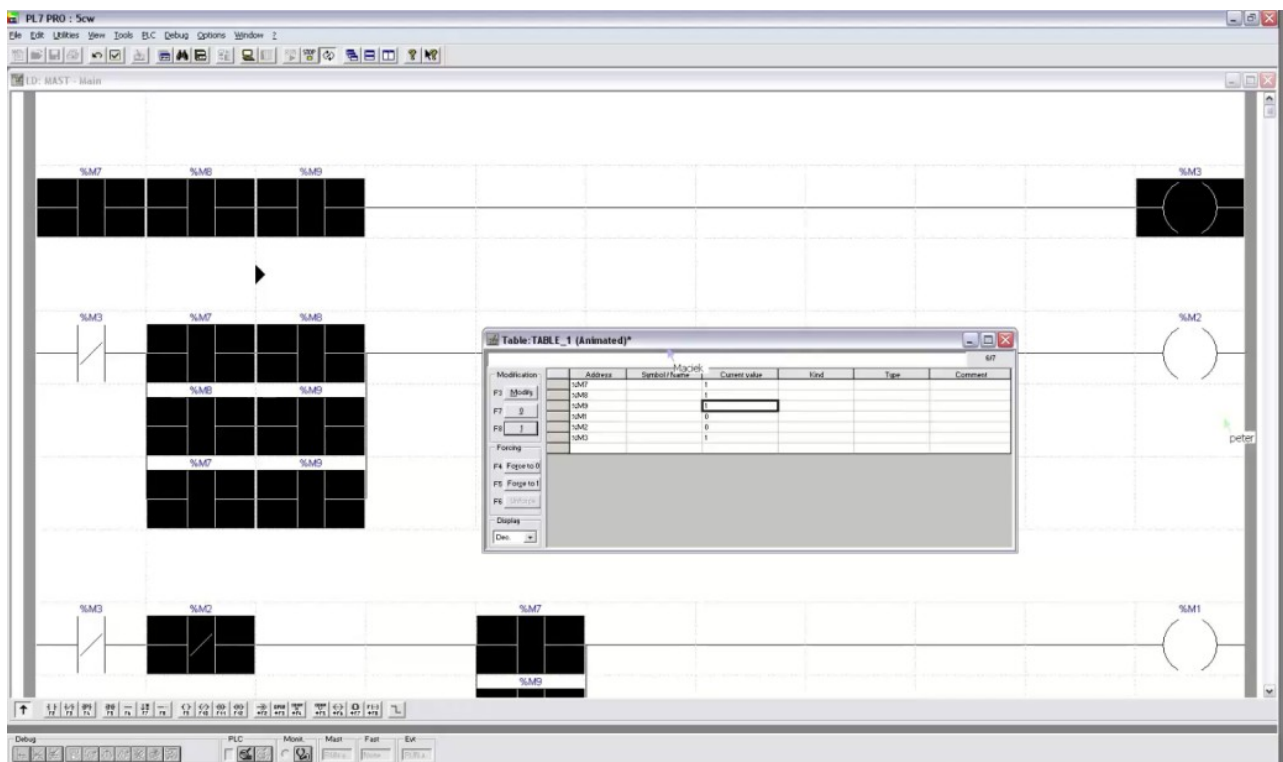 PL7 PRO : 5cw
File Edit Utilities View Tools PLC Debug Options Window ?
LD: MAST - Main
%M7 %M8 %M9 %M3
%M3 %M7 %M8 %M2
Table: TABLE_1 (Animated)*
6/7
Maciek
Modification Address Symbol / Name Current value Kind Type Comment
%M7 1
F3 Modify %M8 1
%M9 1
F7 0 %M1 0
F8 1 %M2 0
%M3 1
%M8 %M9
peter
Forcing
F4 Force to 0
%M7 %M9
F5 Force to 1
F6 Unforce
Display
Dec.
%M3 %M2 %M7 %M1
%M9
Debug PLC Monit. Mast Fast Evt